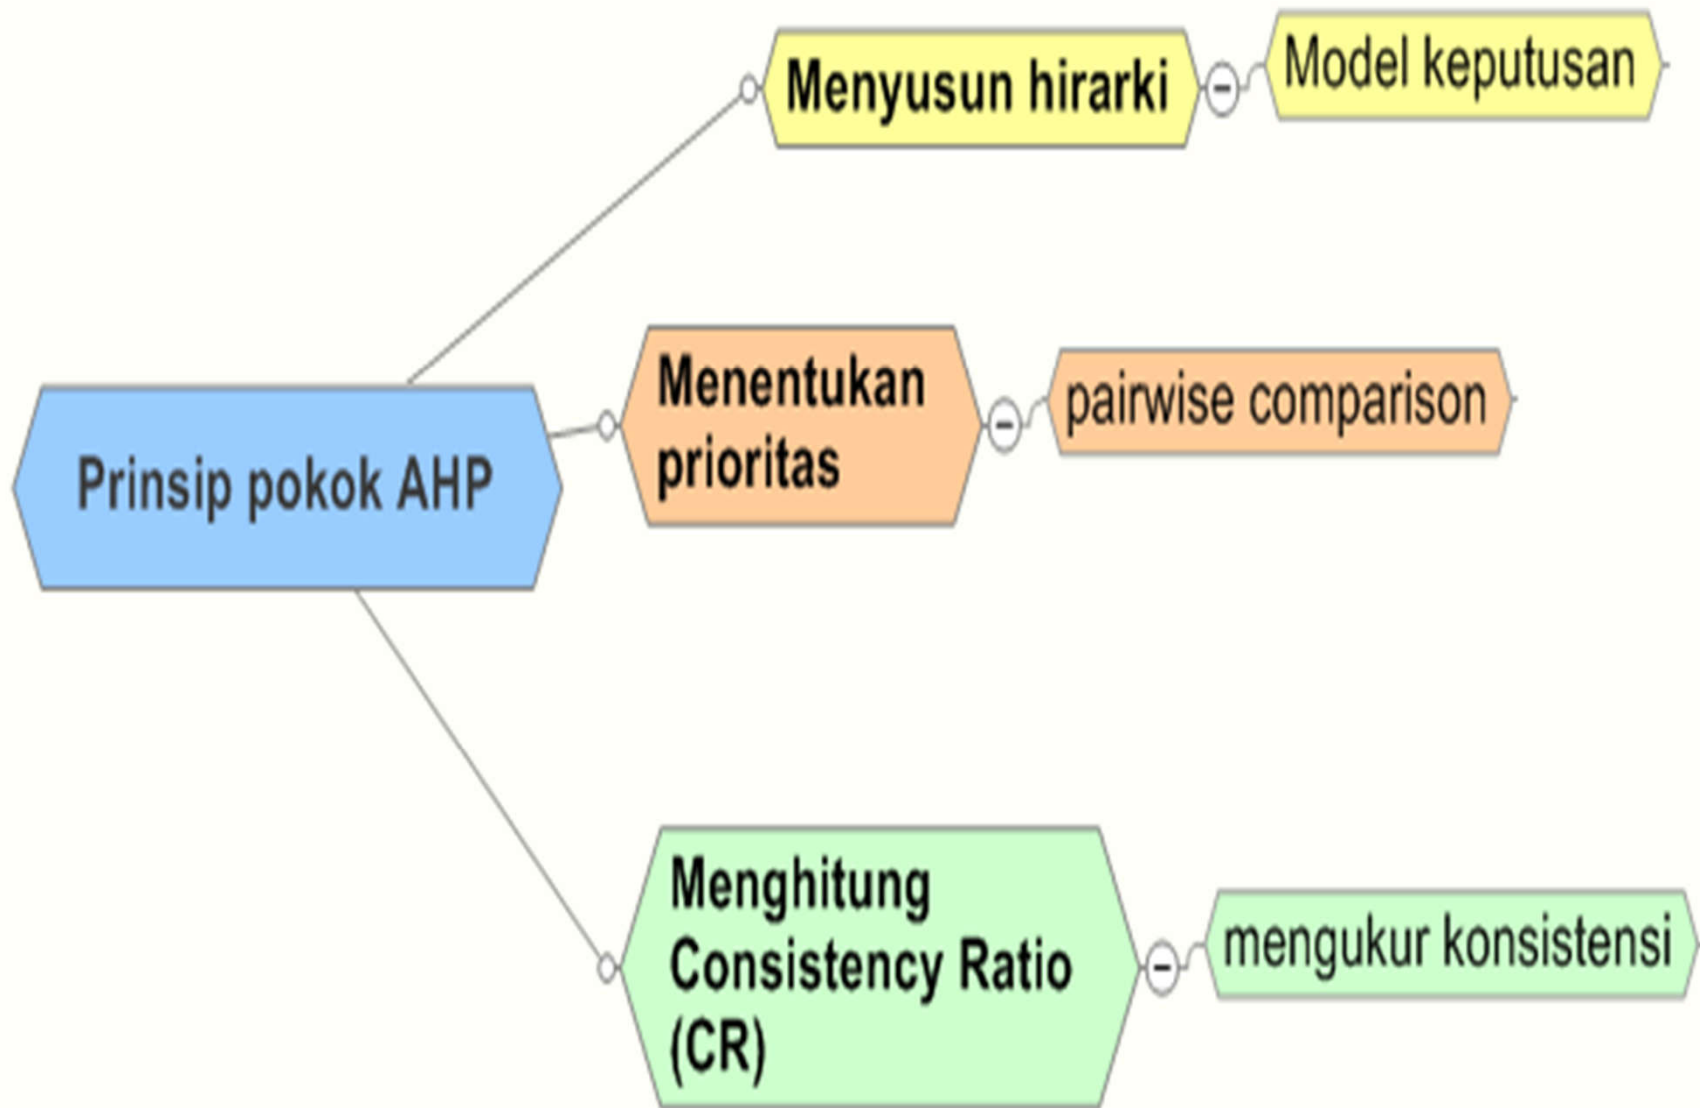 Prinsip pokok AHP
Menyusun hirarki
Model keputusan
Menentukan
prioritas
pairwise comparison
Menghitung
Consistency Ratio
(CR)
mengukur konsistensi